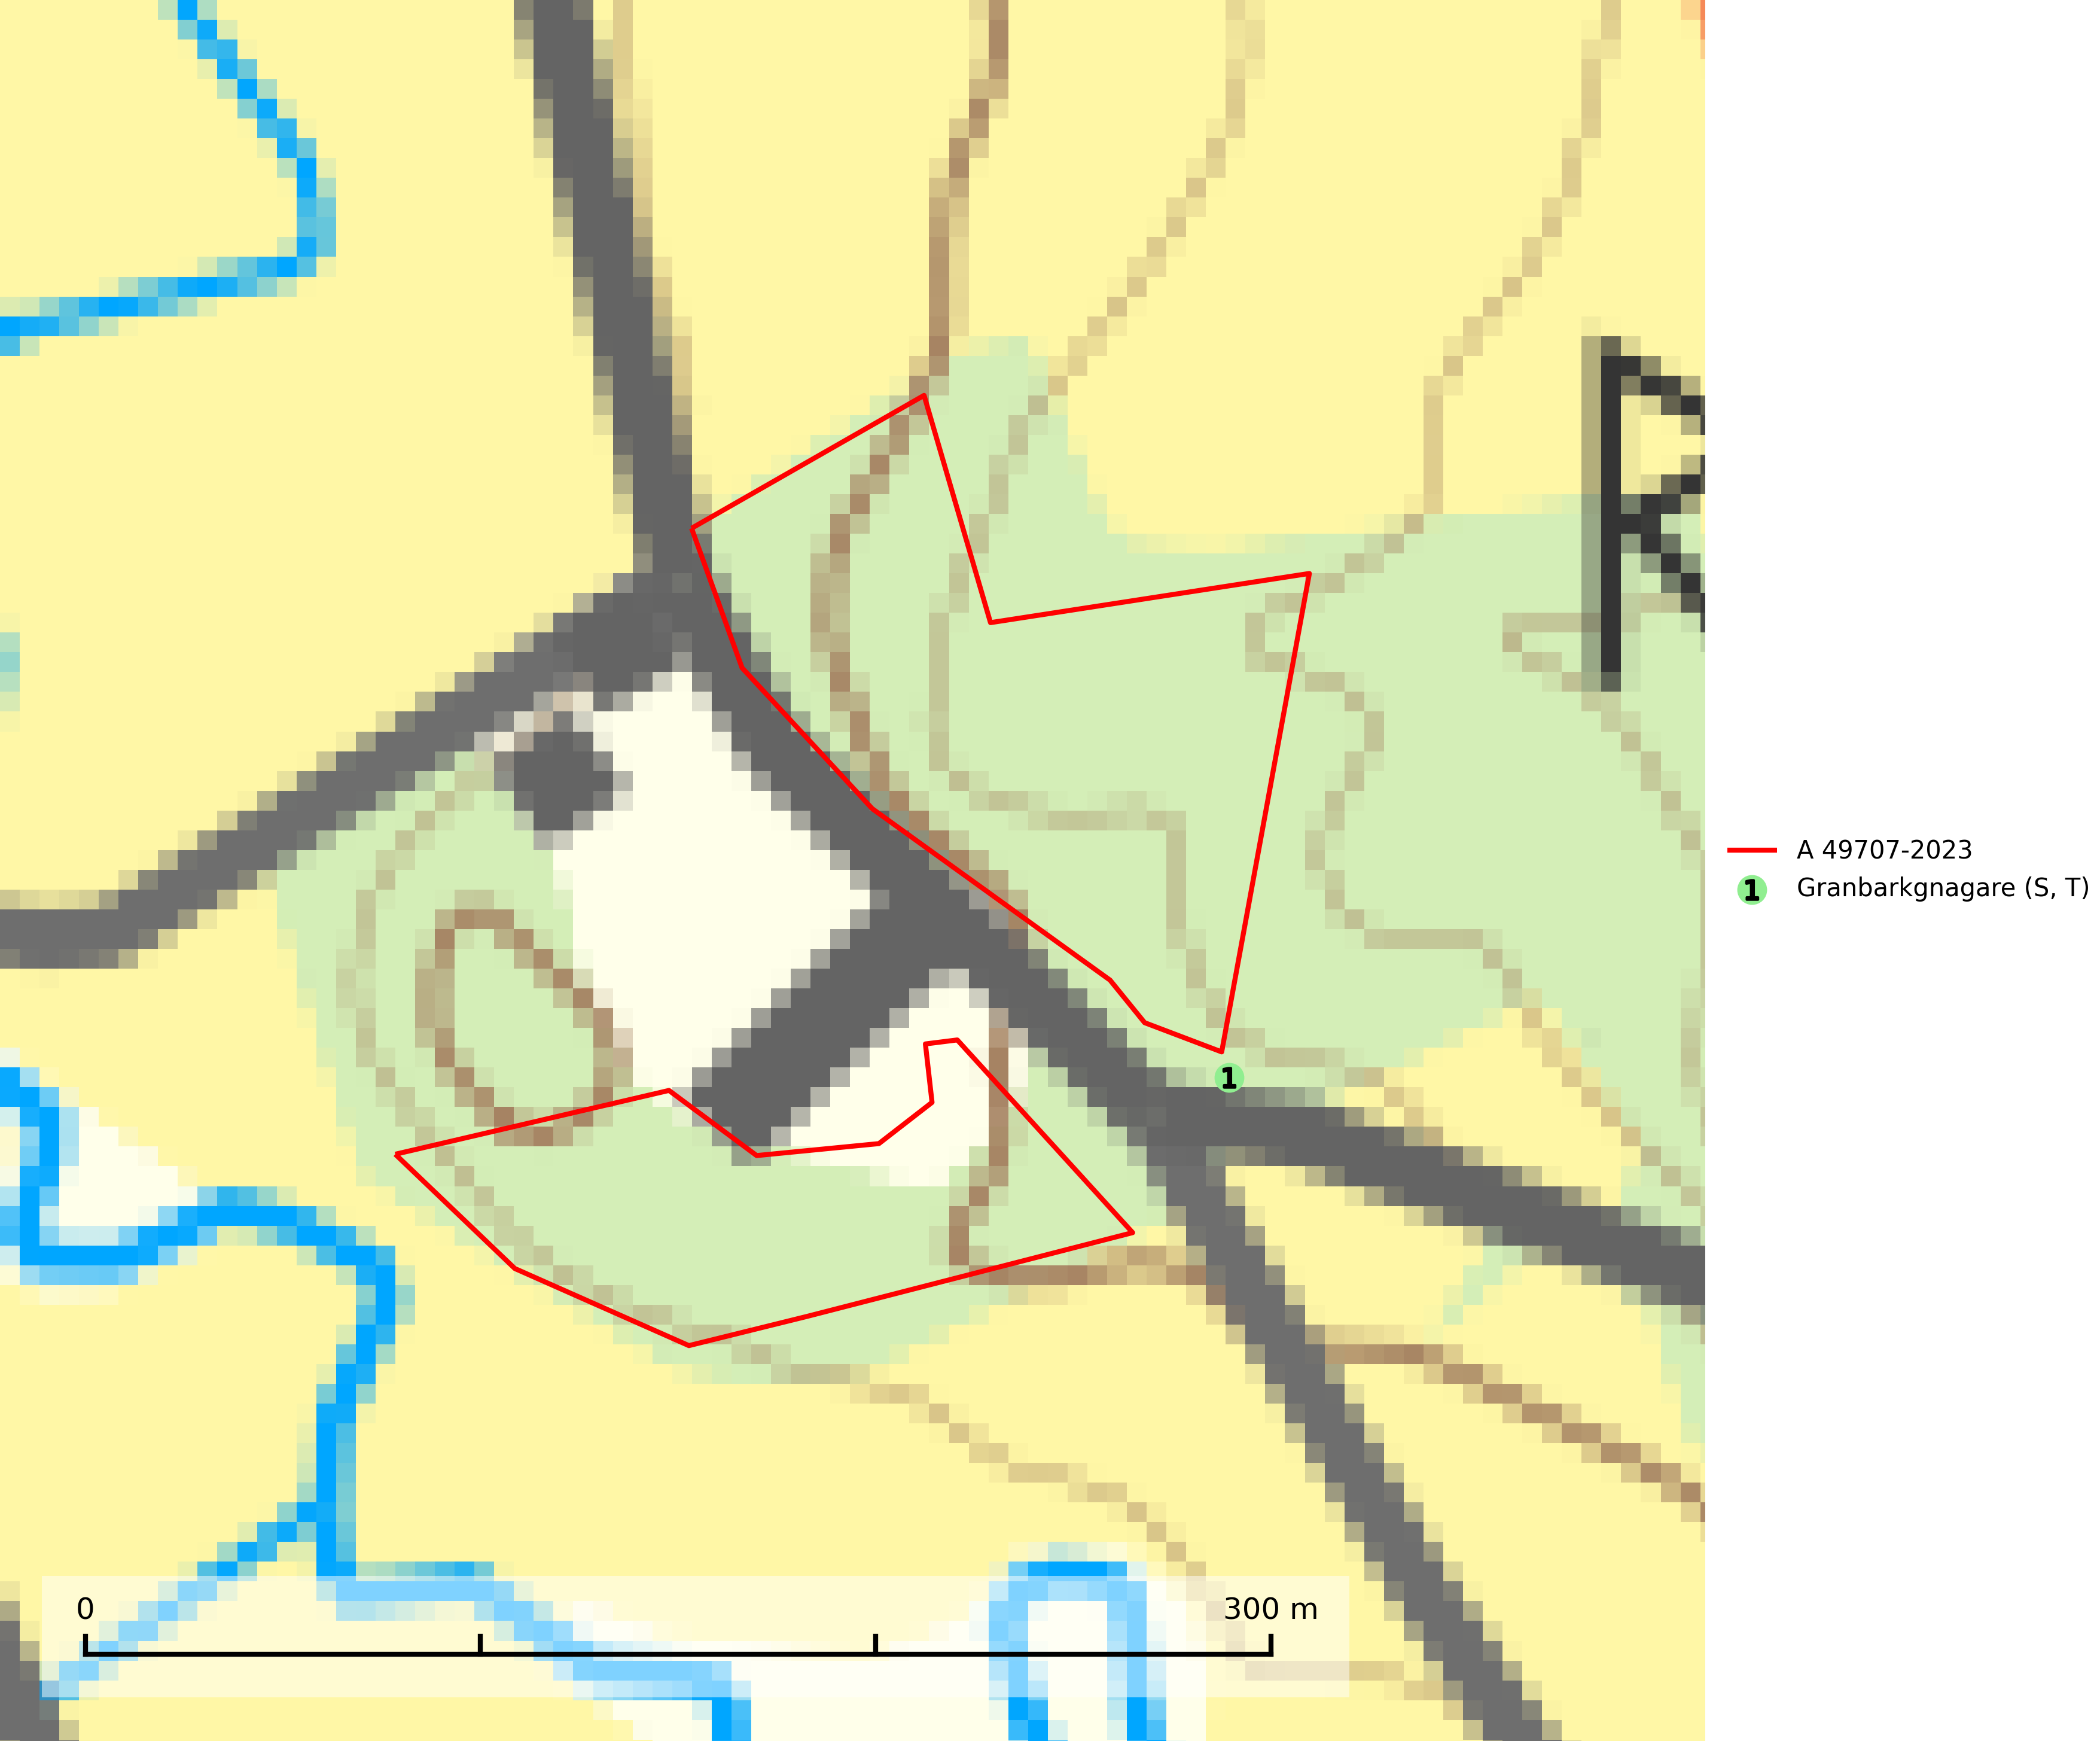 A 49707-2023
1 Granbarkgnagare (S, T)
1
0 300 m